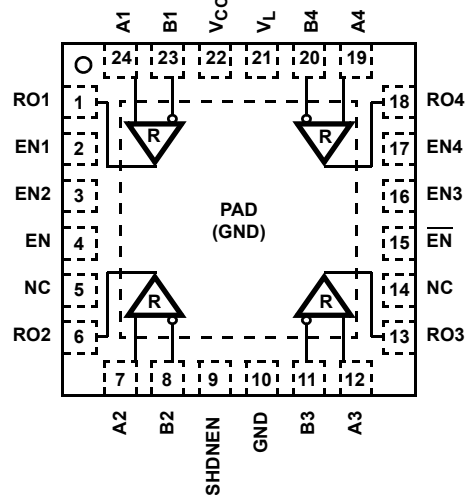 A1 B1 VCC VL B4 A4
24 23 22 21 20 19
RO1 1 R R 18 RO4
EN1 2 17 EN4
EN2 3 16 EN3
PAD
(GND)
EN 4 15 E̅N̅
NC 5 14 NC
RO2 6 R R 13 RO3
7 8 9 10 11 12
A2 B2 SHDNEN GND B3 A3